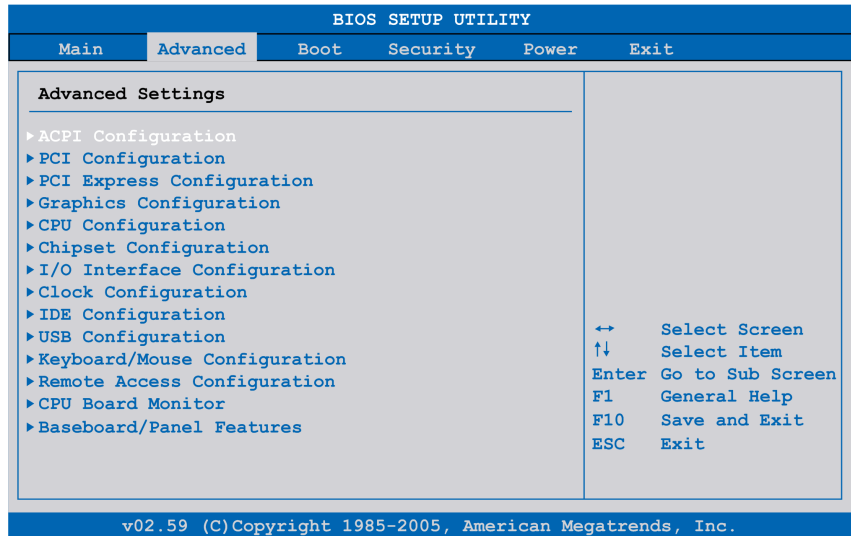 BIOS SETUP UTILITY
Main Advanced Boot Security Power Exit
Advanced Settings
▶ACPI Configuration
▶PCI Configuration
▶PCI Express Configuration
▶Graphics Configuration
▶CPU Configuration
▶Chipset Configuration
▶I/O Interface Configuration
▶Clock Configuration
▶IDE Configuration
▶USB Configuration
▶Keyboard/Mouse Configuration
▶Remote Access Configuration
▶CPU Board Monitor
▶Baseboard/Panel Features
↔ Select Screen
↑↓ Select Item
Enter Go to Sub Screen
F1 General Help
F10 Save and Exit
ESC Exit
v02.59 (C)Copyright 1985-2005, American Megatrends, Inc.